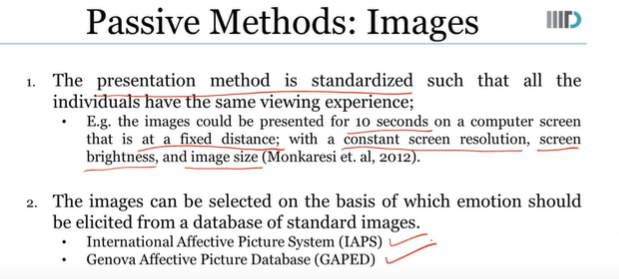 Passive Methods: Images
IIITD
1. The presentation method is standardized such that all the
individuals have the same viewing experience;
• E.g. the images could be presented for 10 seconds on a computer screen
that is at a fixed distance; with a constant screen resolution, screen
brightness, and image size (Monkaresi et. al, 2012).
2. The images can be selected on the basis of which emotion should
be elicited from a database of standard images.
• International Affective Picture System (IAPS)
• Genova Affective Picture Database (GAPED)